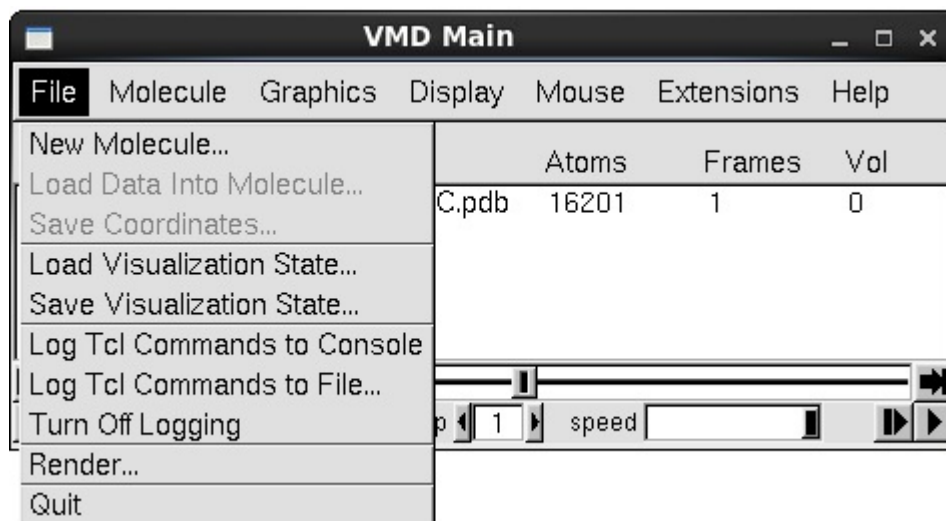 VMD Main
File Molecule Graphics Display Mouse Extensions Help
New Molecule...
Load Data Into Molecule...
Save Coordinates...
Load Visualization State...
Save Visualization State...
Log Tcl Commands to Console
Log Tcl Commands to File...
Turn Off Logging
Render...
Quit
Atoms Frames Vol
C.pdb 16201 1 0
p 1 speed